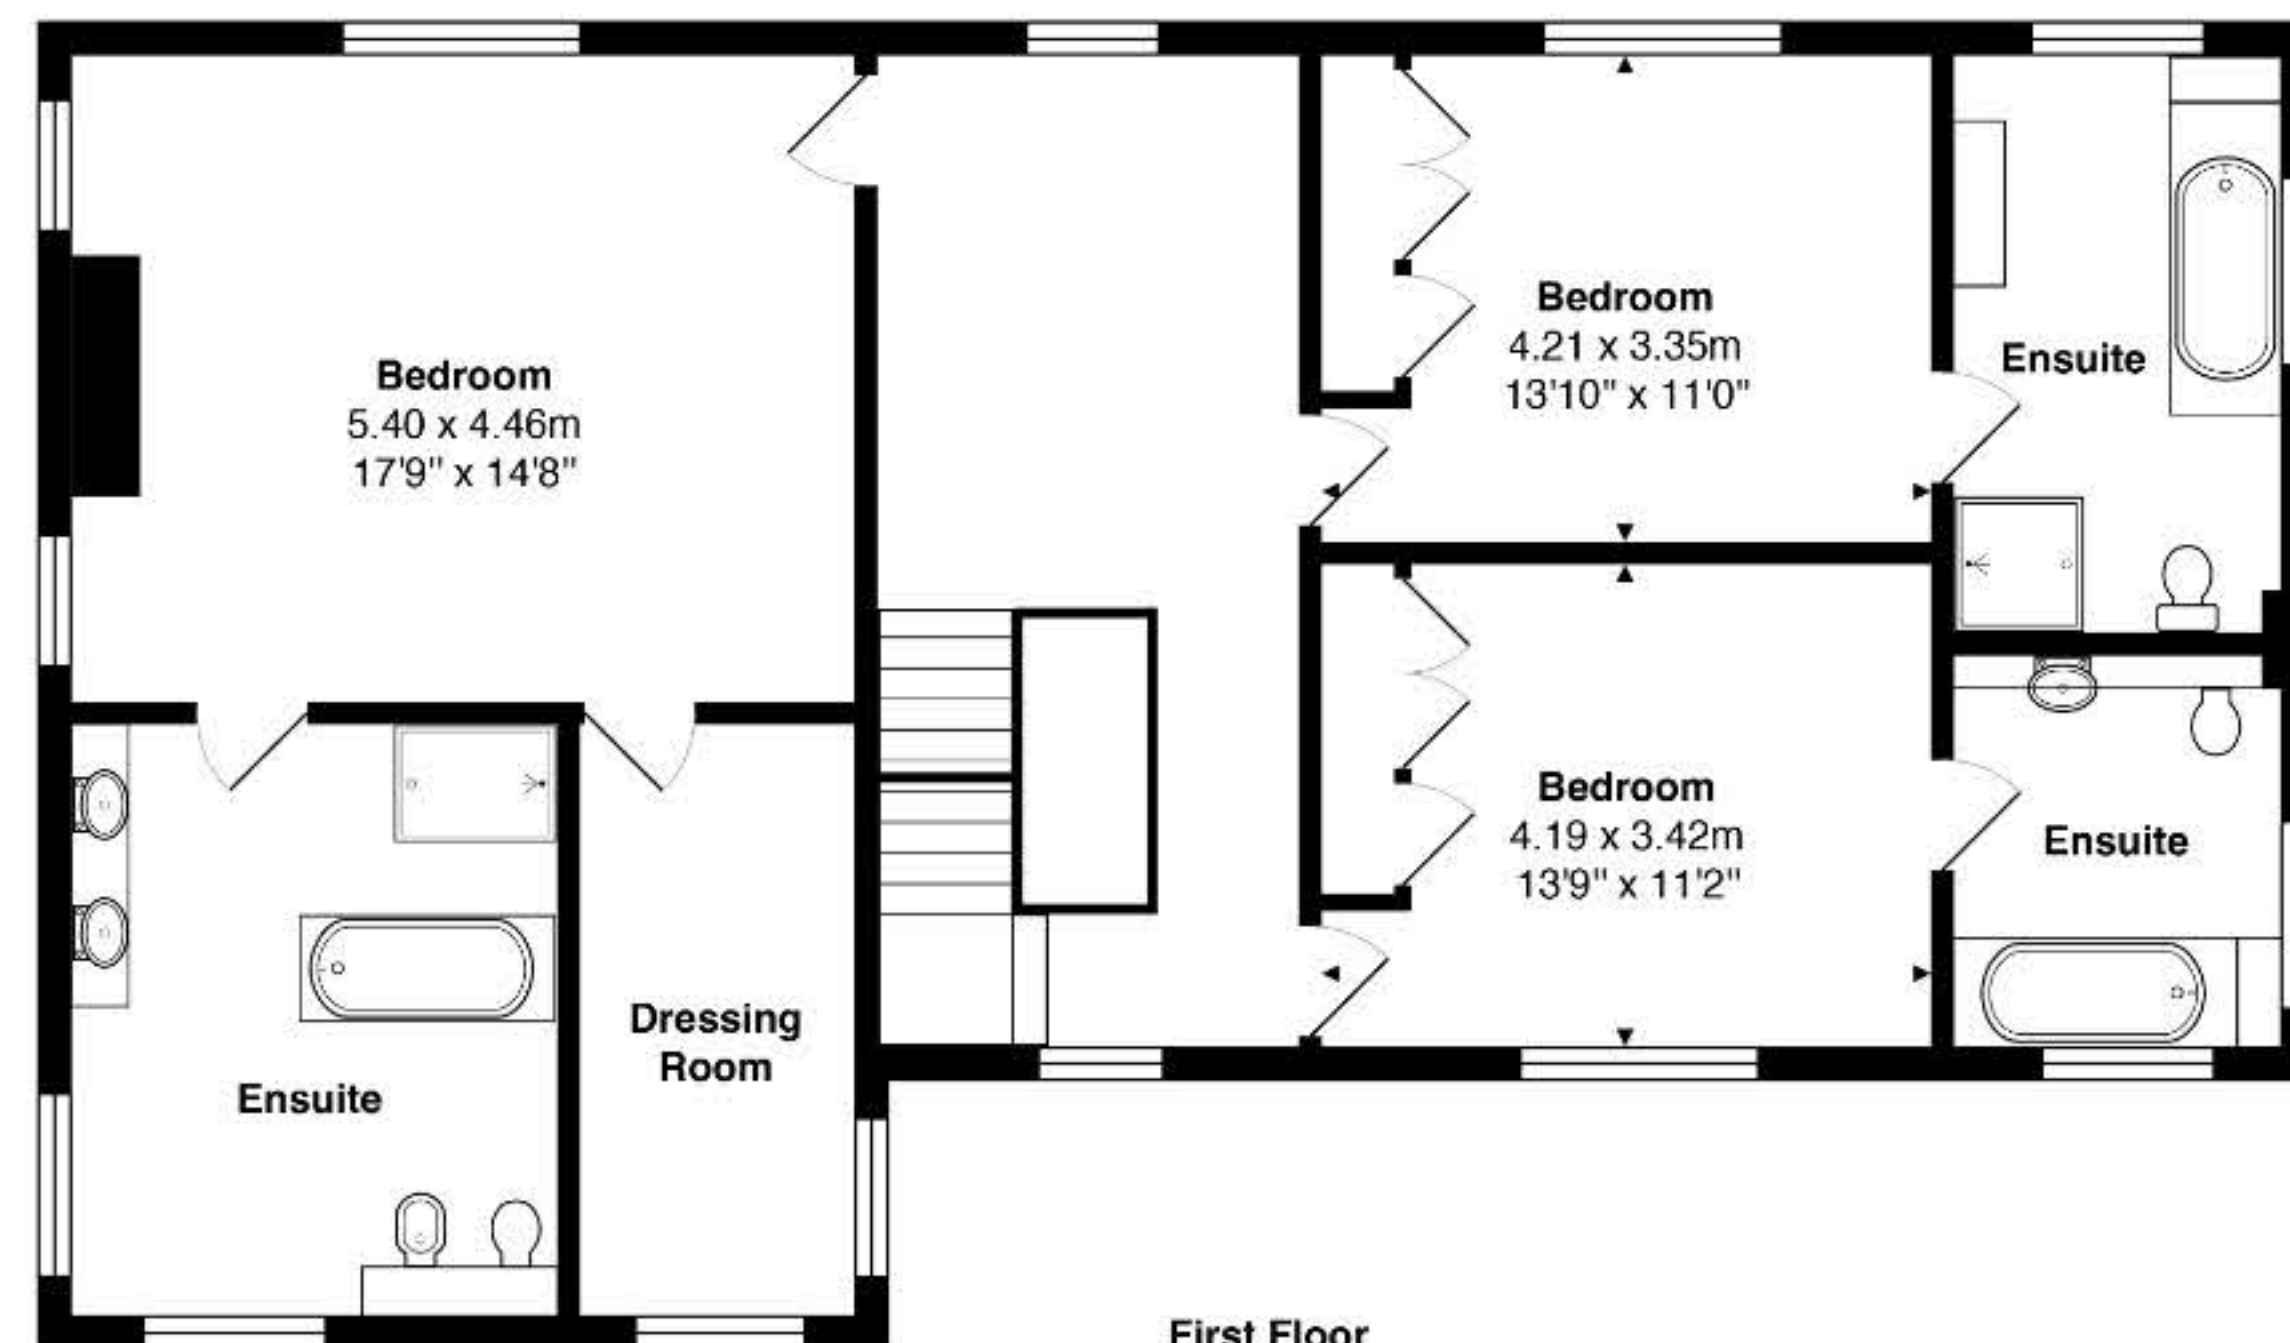 Bedroom
5.40 x 4.46m
17'9" x 14'8"
Bedroom
4.21 x 3.35m
13'10" x 11'0"
Ensuite
Bedroom
4.19 x 3.42m
13'9" x 11'2"
Ensuite
Dressing
Room
Ensuite
First Floor